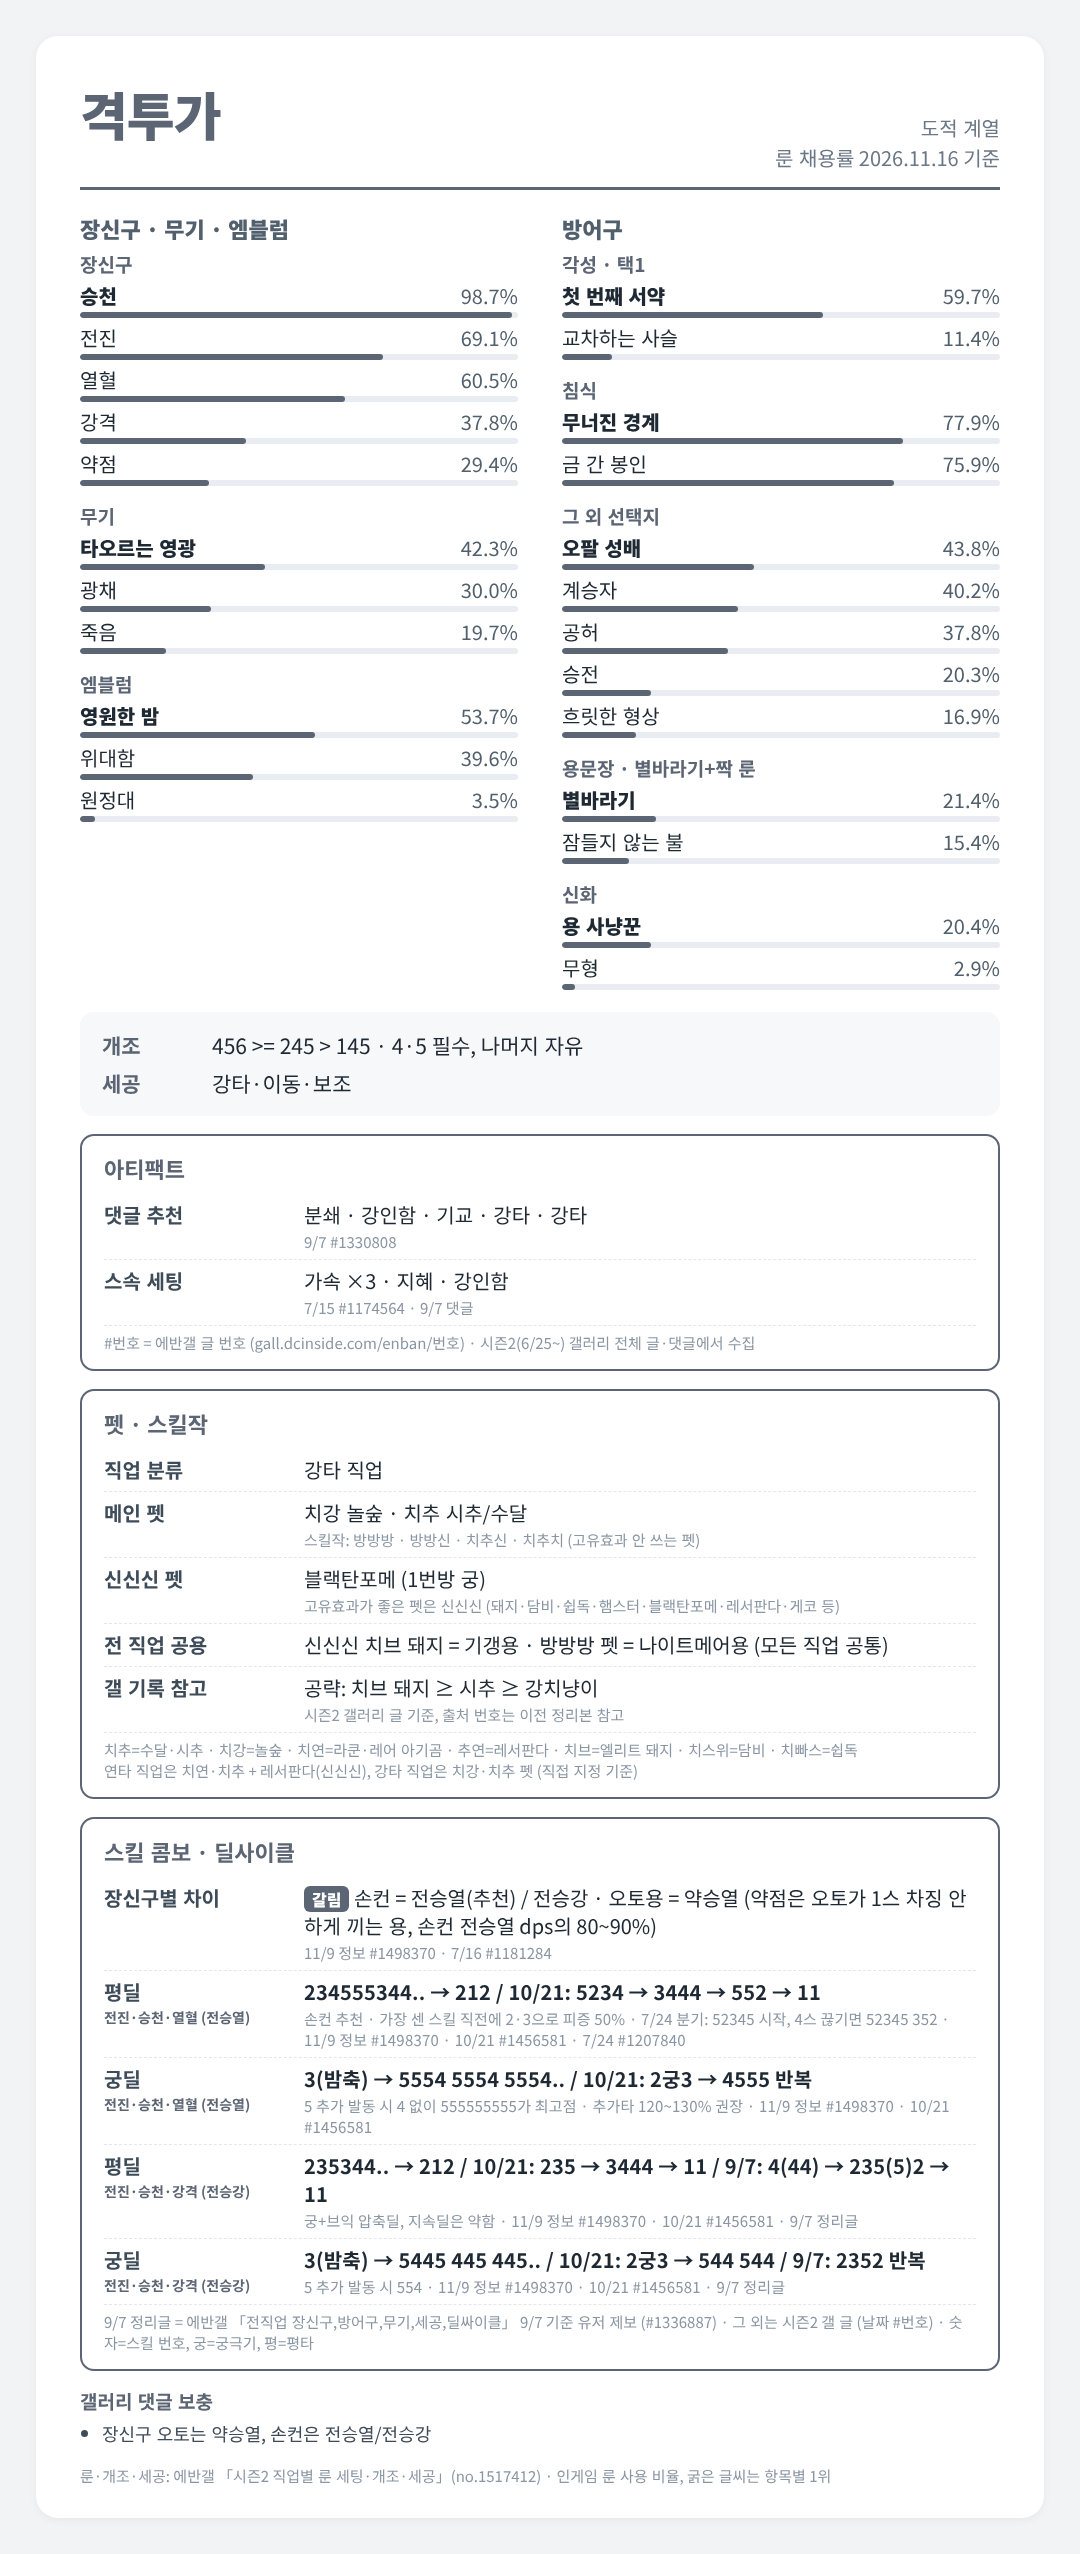 격투가
도적 계열
룬 채용률 2026.11.16 기준
장신구 · 무기 · 엠블럼
장신구
승천 98.7%
전진 69.1%
열혈 60.5%
강격 37.8%
약점 29.4%
무기
타오르는 영광 42.3%
광채 30.0%
죽음 19.7%
엠블럼
영원한 밤 53.7%
위대함 39.6%
원정대 3.5%
방어구
각성 · 택1
첫 번째 서약 59.7%
교차하는 사슬 11.4%
침식
무너진 경계 77.9%
금 간 봉인 75.9%
그 외 선택지
오팔 성배 43.8%
계승자 40.2%
공허 37.8%
승전 20.3%
흐릿한 형상 16.9%
용문장 · 별바라기+짝 룬
별바라기 21.4%
잠들지 않는 불 15.4%
신화
용 사냥꾼 20.4%
무형 2.9%
개조 456 >= 245 > 145 · 4·5 필수, 나머지 자유
세공 강타·이동·보조
아티팩트
댓글 추천 분쇄 · 강인함 · 기교 · 강타 · 강타
9/7 #1330808
스속 세팅 가속 ×3 · 지혜 · 강인함
7/15 #1174564 · 9/7 댓글
#번호 = 에반갤 글 번호 (gall.dcinside.com/enban/번호) · 시즌2(6/25~) 갤러리 전체 글·댓글에서 수집
펫 · 스킬작
직업 분류 강타 직업
메인 펫 치강 놀숲 · 치추 시추/수달
스킬작: 방방방 · 방방신 · 치추신 · 치추치 (고유효과 안 쓰는 펫)
신신신 펫 블랙탄포메 (1번방 궁)
고유효과가 좋은 펫은 신신신 (돼지·담비·쉽독·햄스터·블랙탄포메·레서판다·게코 등)
전 직업 공용 신신신 치브 돼지 = 기갱용 · 방방방 펫 = 나이트메어용 (모든 직업 공통)
갤 기록 참고 공략: 치브 돼지 ≥ 시추 ≥ 강치냥이
시즌2 갤러리 글 기준, 출처 번호는 이전 정리본 참고
치추=수달·시추 · 치강=놀숲 · 치연=라쿤·레어 아기곰 · 추연=레서판다 · 치브=엘리트 돼지 · 치스위=담비 · 치빠스=쉽독
연타 직업은 치연·치추 + 레서판다(신신신), 강타 직업은 치강·치추 펫 (직접 지정 기준)
스킬 콤보 · 딜사이클
장신구별 차이 갈림 손컨 = 전승열(추천) / 전승강 · 오토용 = 약승열 (약점은 오토가 1스 차징 안
하게 끼는 용, 손컨 전승열 dps의 80~90%)
11/9 정보 #1498370 · 7/16 #1181284
평딜 234555344.. → 212 / 10/21: 5234 → 3444 → 552 → 11
전진·승천·열혈 (전승열) 손컨 추천 · 가장 센 스킬 직전에 2·3으로 피증 50% · 7/24 분기: 52345 시작, 4스 끊기면 52345 352 ·
11/9 정보 #1498370 · 10/21 #1456581 · 7/24 #1207840
궁딜 3(밤축) → 5554 5554 5554.. / 10/21: 2궁3 → 4555 반복
전진·승천·열혈 (전승열) 5 추가 발동 시 4 없이 555555555가 최고점 · 추가타 120~130% 권장 · 11/9 정보 #1498370 · 10/21
#1456581
평딜 235344.. → 212 / 10/21: 235 → 3444 → 11 / 9/7: 4(44) → 235(5)2 →
11
전진·승천·강격 (전승강) 궁+브익 압축딜, 지속딜은 약함 · 11/9 정보 #1498370 · 10/21 #1456581 · 9/7 정리글
궁딜 3(밤축) → 5445 445 445.. / 10/21: 2궁3 → 544 544 / 9/7: 2352 반복
전진·승천·강격 (전승강) 5 추가 발동 시 554 · 11/9 정보 #1498370 · 10/21 #1456581 · 9/7 정리글
9/7 정리글 = 에반갤 「전직업 장신구,방어구,무기,세공,딜싸이클」 9/7 기준 유저 제보 (#1336887) · 그 외는 시즌2 갤 글 (날짜 #번호) · 숫
자=스킬 번호, 궁=궁극기, 평=평타
갤러리 댓글 보충
• 장신구 오토는 약승열, 손컨은 전승열/전승강
룬·개조·세공: 에반갤 「시즌2 직업별 룬 세팅·개조·세공」(no.1517412) · 인게임 룬 사용 비율, 굵은 글씨는 항목별 1위